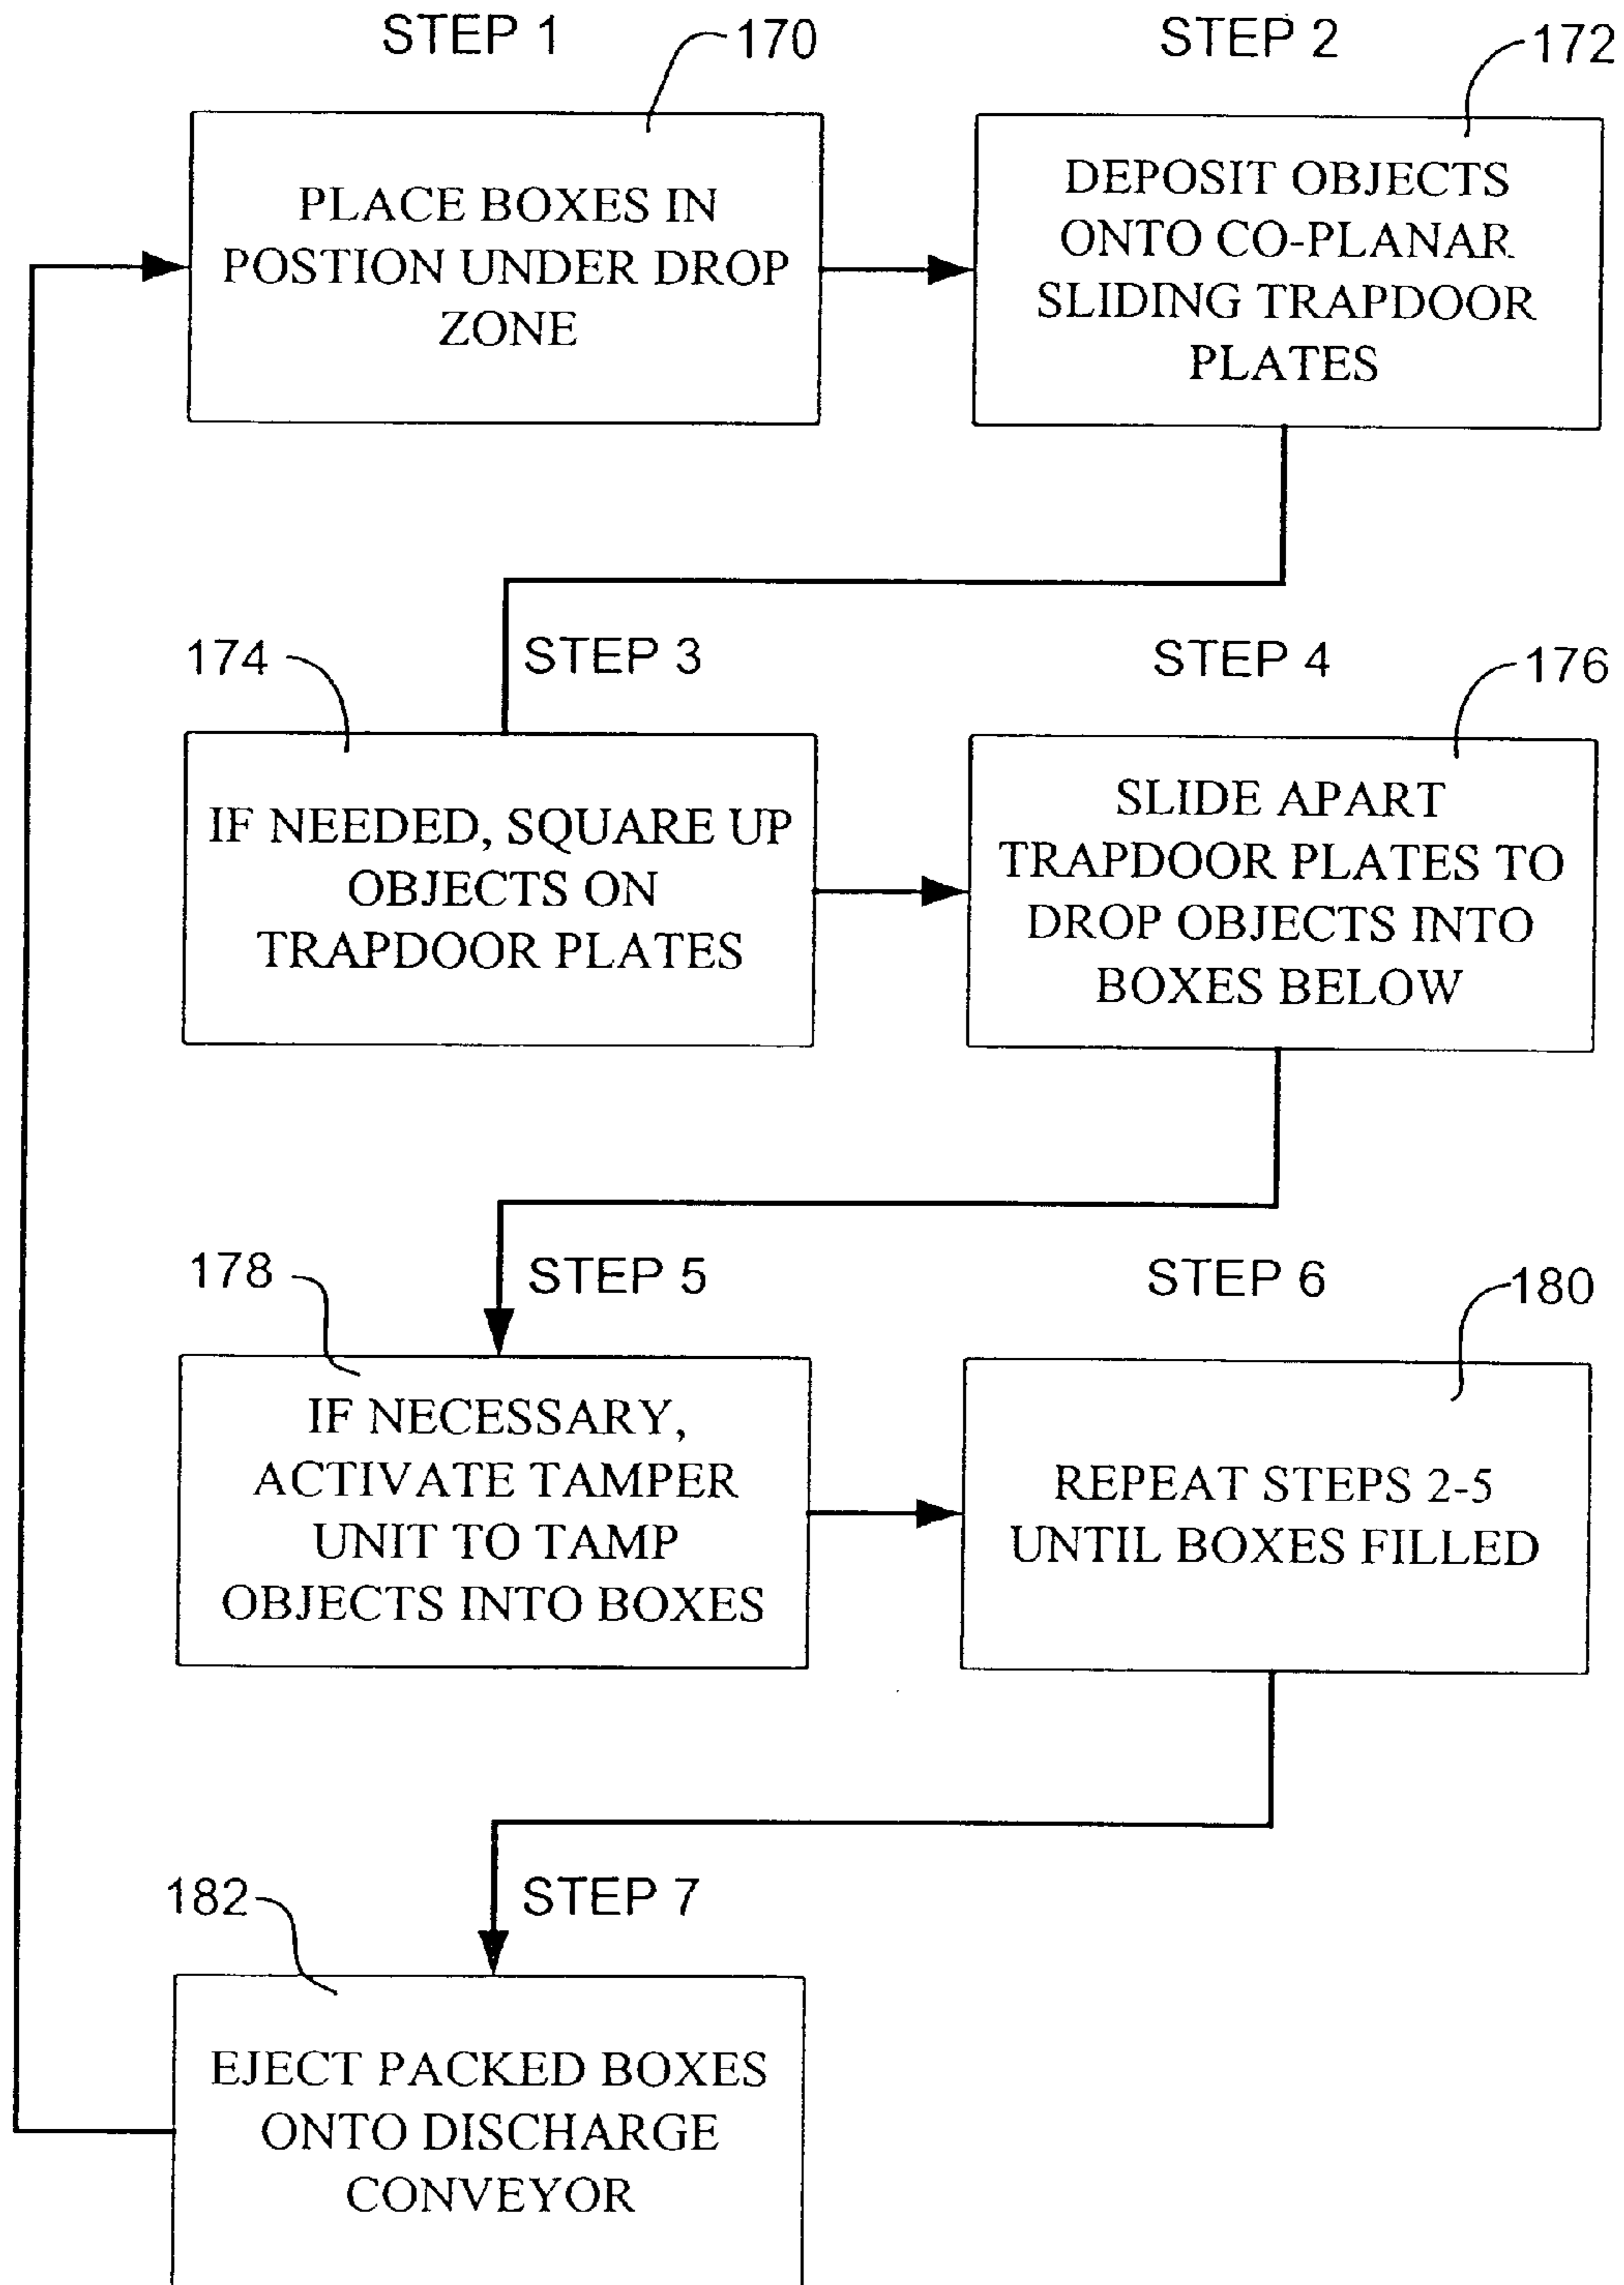 STEP 1
170
PLACE BOXES IN
POSTION UNDER DROP
ZONE
STEP 2
172
DEPOSIT OBJECTS
ONTO CO-PLANAR
SLIDING TRAPDOOR
PLATES
174
STEP 3
IF NEEDED, SQUARE UP
OBJECTS ON
TRAPDOOR PLATES
STEP 4
176
SLIDE APART
TRAPDOOR PLATES TO
DROP OBJECTS INTO
BOXES BELOW
178
STEP 5
IF NECESSARY,
ACTIVATE TAMPER
UNIT TO TAMP
OBJECTS INTO BOXES
STEP 6
180
REPEAT STEPS 2-5
UNTIL BOXES FILLED
182
STEP 7
EJECT PACKED BOXES
ONTO DISCHARGE
CONVEYOR